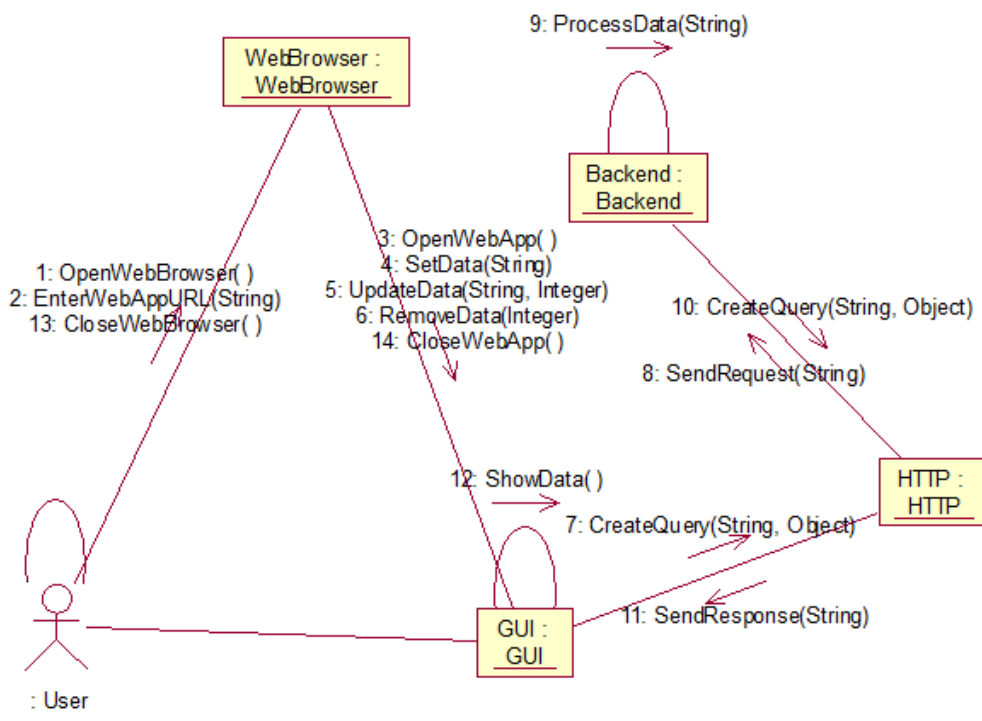 9: ProcessData(String)
WebBrowser :
WebBrowser
Backend :
Backend
3: OpenWebApp( )
4: SetData(String)
5: UpdateData(String, Integer)
6: RemoveData(Integer)
14: CloseWebApp( )
1: OpenWebBrowser( )
2: EnterWebAppURL(String)
13: CloseWebBrowser( )
10: CreateQuery(String, Object)
8: SendRequest(String)
12: ShowData( )
HTTP :
HTTP
7: CreateQuery(String, Object)
11: SendResponse(String)
GUI :
GUI
: User